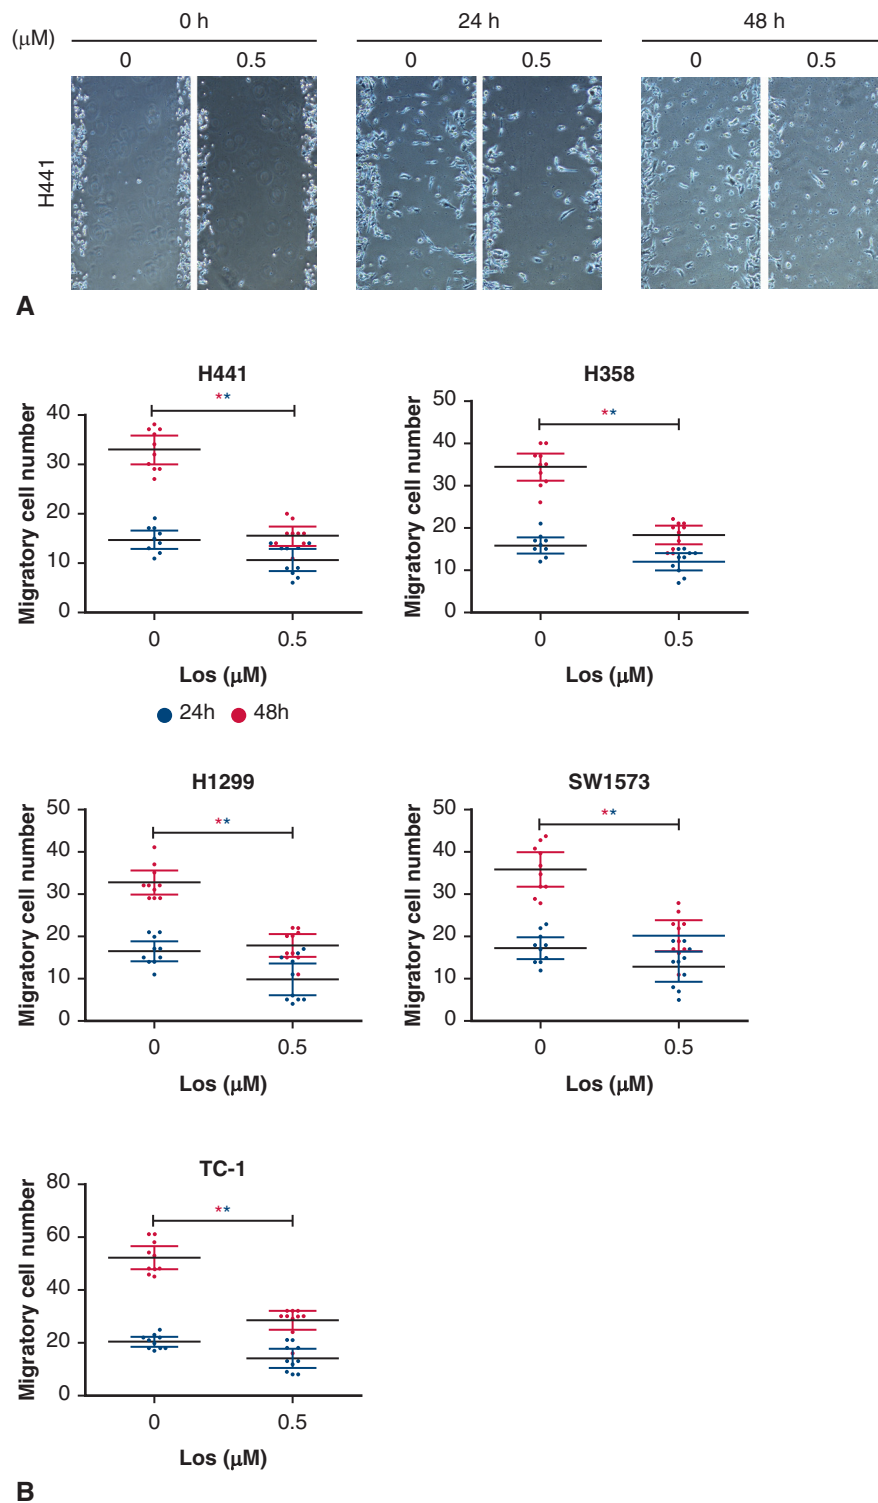 0 h 24 h 48 h
(μM)
0 0.5 0 0.5 0 0.5
H441
A
H441
Migratory cell number
40
30
20
10
0
**
0 0.5
Los (μM)
24h 48h
H358
Migratory cell number
50
40
30
20
10
0
**
0 0.5
Los (μM)
H1299
Migratory cell number
50
40
30
20
10
0
**
0 0.5
Los (μM)
SW1573
Migratory cell number
50
40
30
20
10
0
**
0 0.5
Los (μM)
TC-1
Migratory cell number
80
60
40
20
0
**
0 0.5
Los (μM)
B